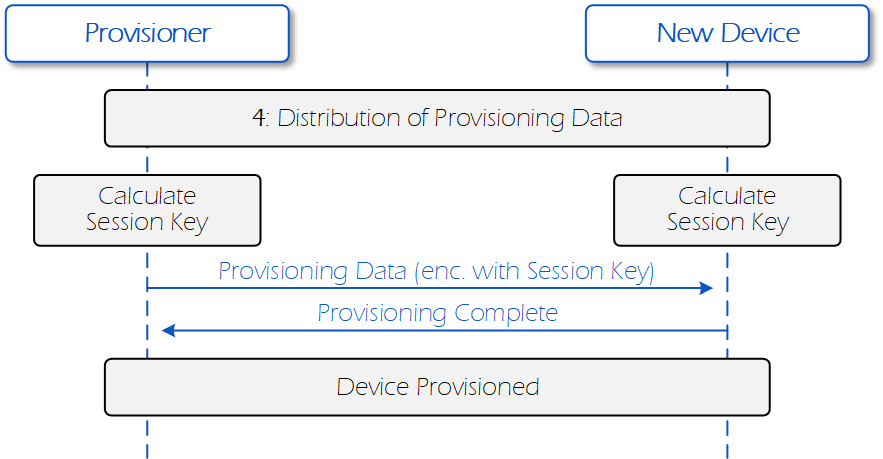 Provisioner
New Device
4: Distribution of Provisioning Data
Calculate
Session Key
Calculate
Session Key
Provisioning Data (enc. with Session Key)
Provisioning Complete
Device Provisioned